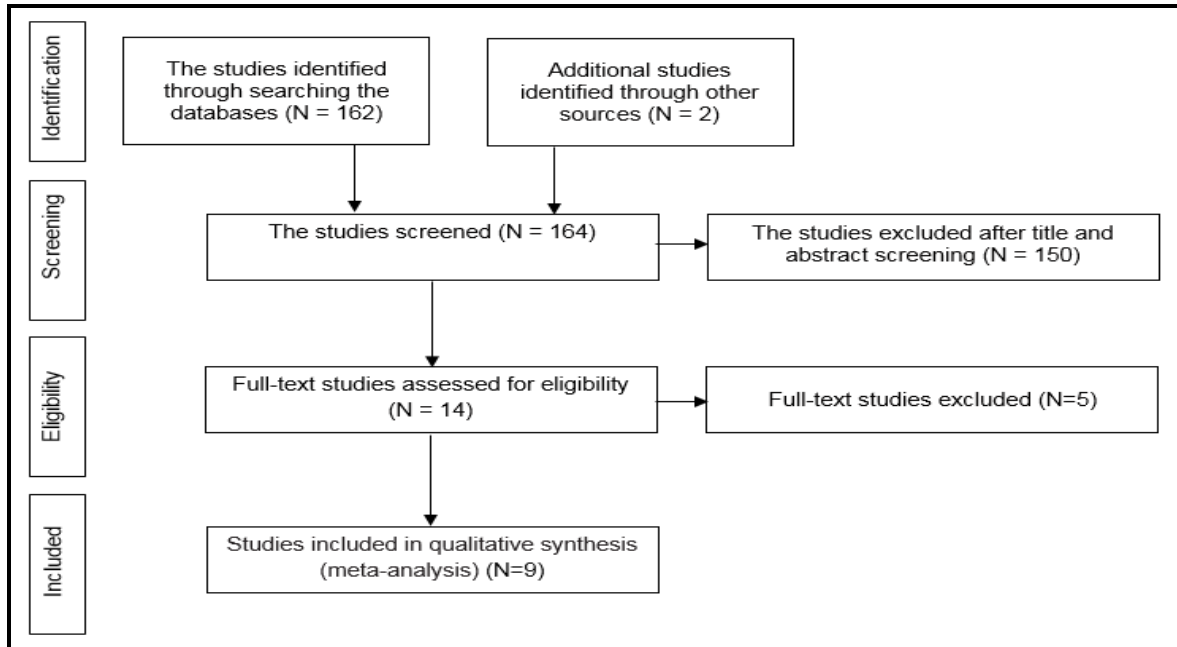 Identification
The studies identified
through searching the
databases (N = 162)
Additional studies
identified through other
sources (N = 2)
Screening
The studies screened (N = 164)
The studies excluded after title and
abstract screening (N = 150)
Eligibility
Full-text studies assessed for eligibility
(N = 14)
Full-text studies excluded (N=5)
Included
Studies included in qualitative synthesis
(meta-analysis) (N=9)